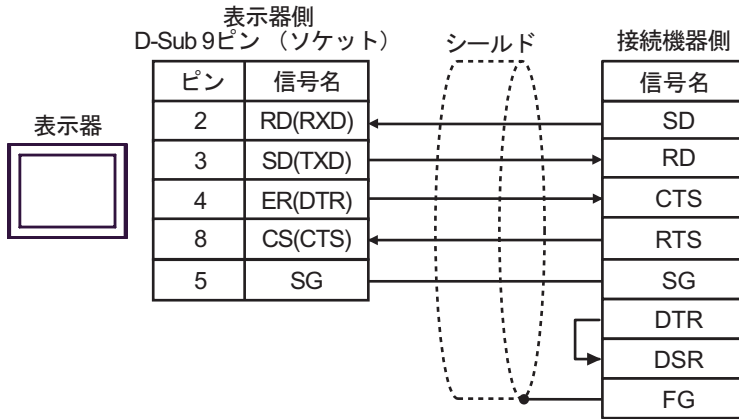 表示器側
D-Sub 9ピン （ソケット）
シールド
接続機器側
ピン 信号名
信号名
表示器
2 RD(RXD)
SD
3 SD(TXD)
RD
4 ER(DTR)
CTS
8 CS(CTS)
RTS
5 SG
SG
DTR
DSR
FG